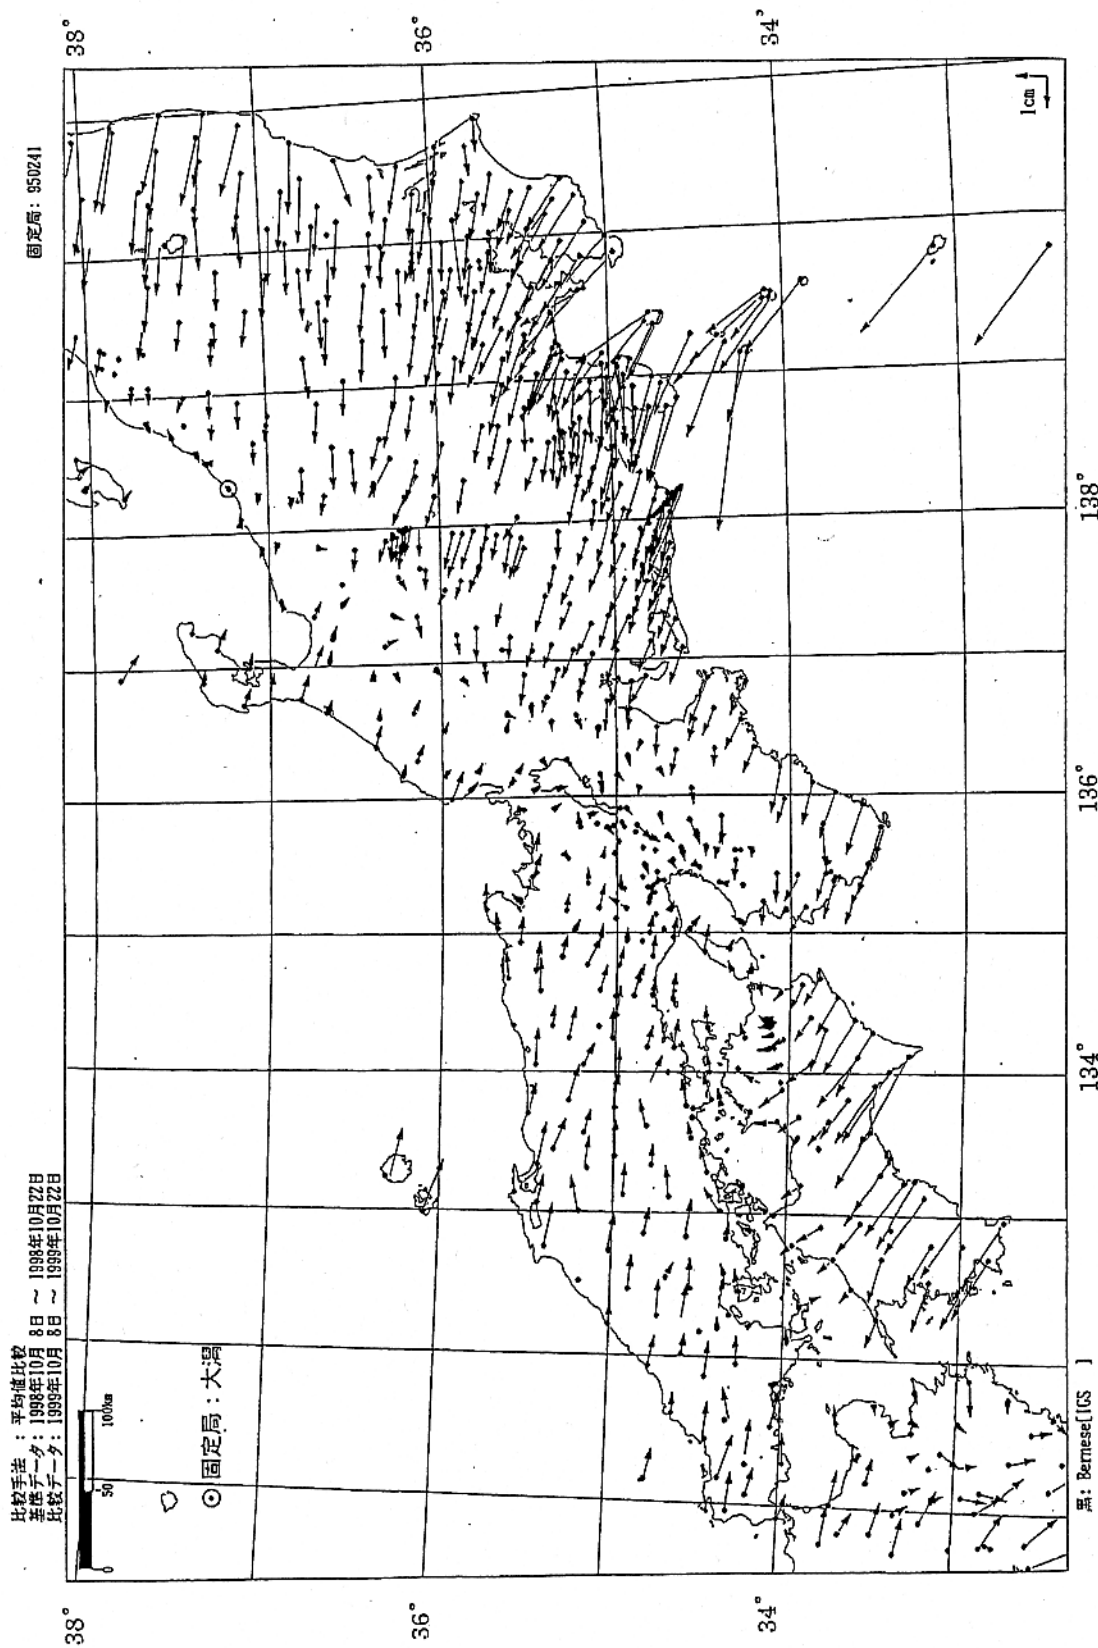 比較手法 : 平均値比較
基準データ: 1998年10月 8日 ～ 1998年10月22日
比較データ: 1999年10月 8日 ～ 1999年10月22日
固定局: 950241
0 50 100km
固定局:大潟
38° 38°
36° 36°
34° 34°
1cm
134° 136° 138°
黒: Bernese[IGS ]